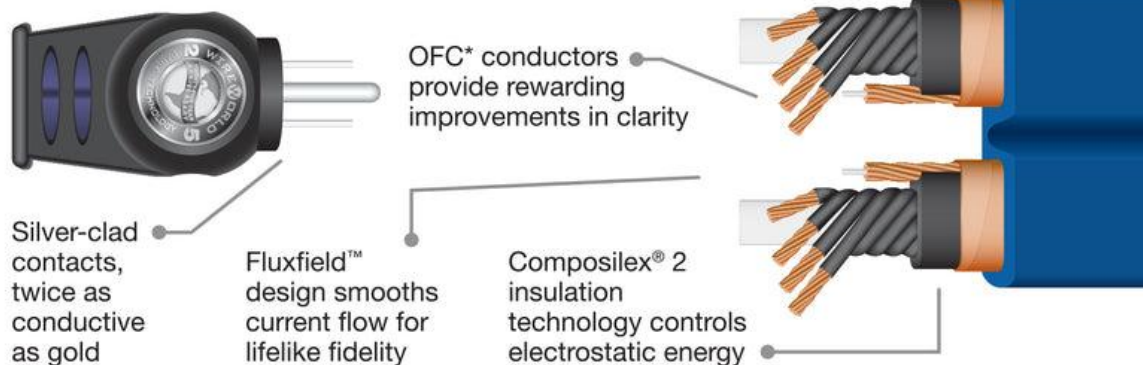 WIREWORLD
OFC* conductors
provide rewarding
improvements in clarity
Silver-clad
contacts,
twice as
conductive
as gold
Fluxfield™
design smooths
current flow for
lifelike fidelity
Composilex® 2
insulation
technology controls
electrostatic energy